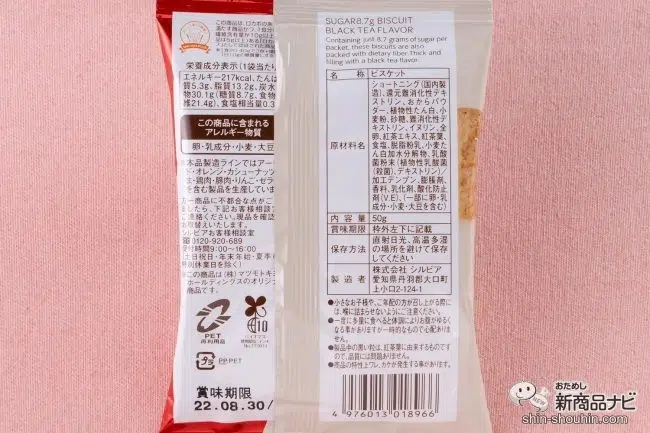 この商品は、ロカボの
栄養成分表示（1袋当たり
エネルギー217kcal、たんぱ
質5.3g、脂質13.2g、炭水
物30.1g（糖質8.7g、食物
維21.4g）、食塩相当量0.3
この商品に含まれる
アレルギー物質
卵・乳成分・小麦・大豆
本品製造ラインではアーモ
ド・オレンジ・カシューナッツ
・鶏肉・豚肉・りんご・ゼラ
を含む製品を生産していま
一商品に不都合な点がご
ましたら、下記お客様相談
ご連絡ください。現品を確認
お取替えいたします。
シルビアお客様相談室
0120-920-689
受付時間9:00〜16:00
土日祝日・年末年始・夏季
期休業日を除く）
この商品は（株）マツモトキヨ
ホールディングスのオリジナ
商品です。
PET
再利用品
10
バイオマス
PP,PET
賞味期限
22.08.30/
SUGAR8.7g BISCUIT
BLACK TEA FLAVOR
Containing just 8.7 grams of sugar per
packet, these biscuits are also
packed with dietary fiber. Thick and
filling with a black tea flavor.
名称 ビスケット
原材料名
ショートニング（国内製
造）、還元難消化性デキ
ストリン、おからパウ
ダー、植物性たん白、小
麦粉、砂糖、難消化性デ
キストリン、イヌリン、全
卵、紅茶エキス、紅茶葉、
食塩、脱脂粉乳、小麦た
ん白加水分解物、乳酸
菌粉末（植物性乳酸菌
（殺菌）、デキストリン）/
加工デンプン、膨脹剤、
香料、乳化剤、酸化防止
剤（V.E）、（一部に卵・乳
成分・小麦・大豆を含む）
内容量 50g
賞味期限 枠外左下に記載
保存方法
直射日光、高温多湿
の場所を避けて保存
してください
製造者
株式会社 シルビア
愛知県丹羽郡大口町
上小口2-124-1
●小さなお子様や、ご年配の方が召し上がる際に
は、喉に詰まらせないようにご注意ください。
●一度に多量に食べると体調によりお腹がゆるく
なる事がありますが一時的なもので心配ありま
せん。
●製品中の黒い粒は、紅茶葉に由来するものです
ので、品質には問題ありません。
●商品の特性上ワレ、カケが発生する事があります。
4 976013 018966
おためし
新商品ナビ
shin-shouhin.com